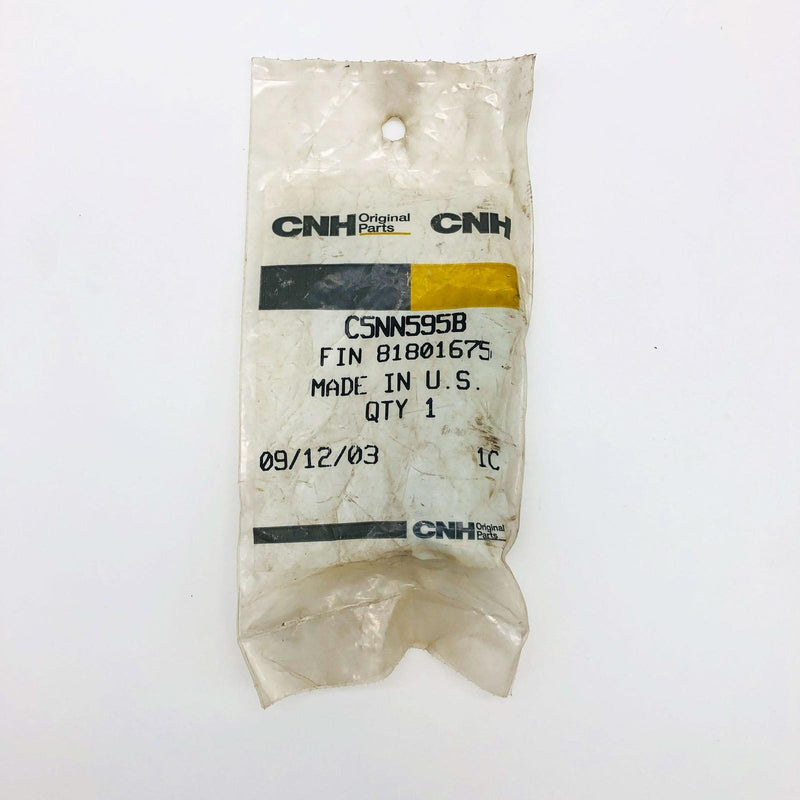 CNH Original Parts CNH
C5NN595B
FIN 81801675
MADE IN U.S.
QTY 1
09/12/03 1C
CNH Original Parts